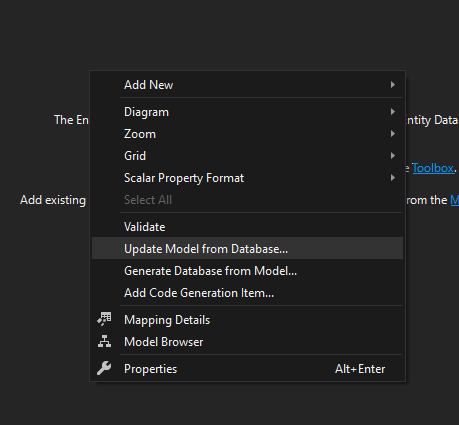 Add New
Diagram
The En ntity Data
Zoom
Grid
e Toolbox.
Scalar Property Format
Add existing Select All rom the M
Validate
Update Model from Database...
Generate Database from Model...
Add Code Generation Item...
Mapping Details
Model Browser
Properties Alt+Enter